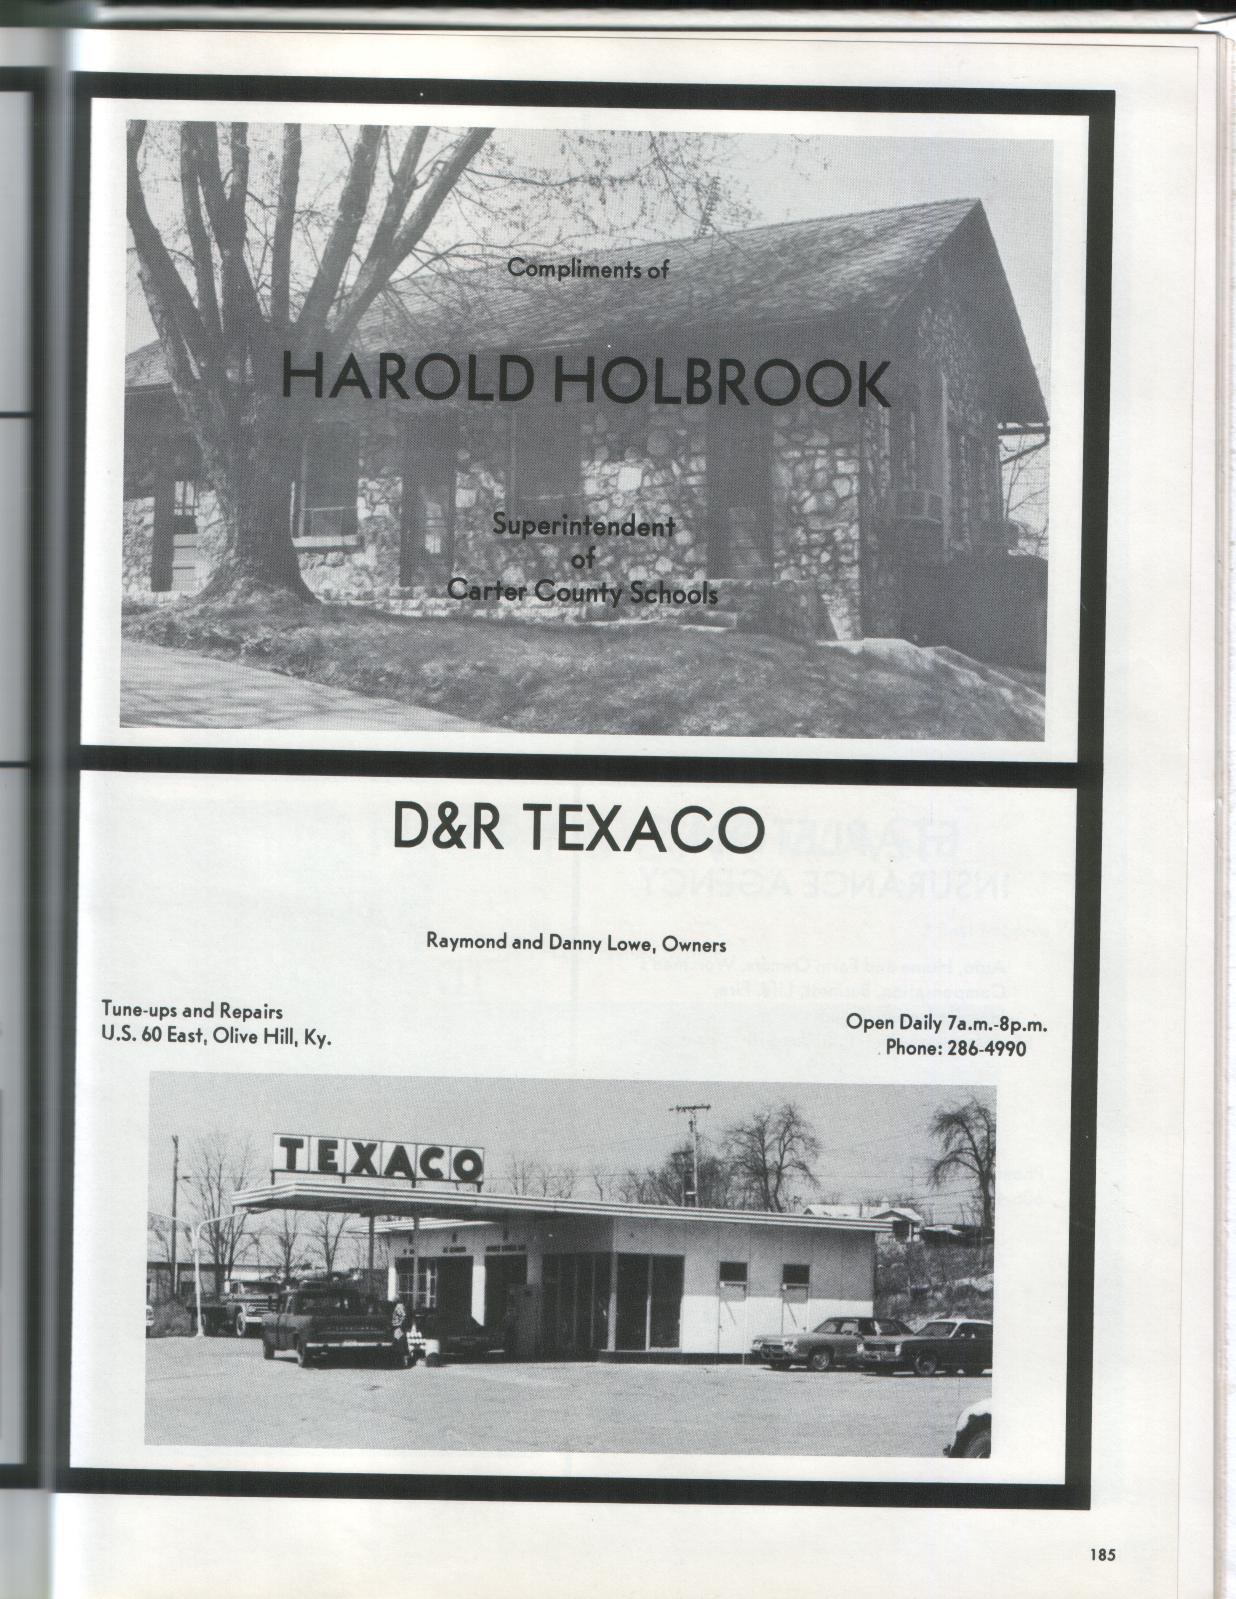 Compliments of
HAROLD HOLBROOK
Superintendent
of
Carter County Schools
D&R TEXACO
Raymond and Danny Lowe, Owners
Tune-ups and Repairs
U.S. 60 East, Olive Hill, Ky.
Open Daily 7a.m.-8p.m.
Phone: 286-4990
TEXACO
185